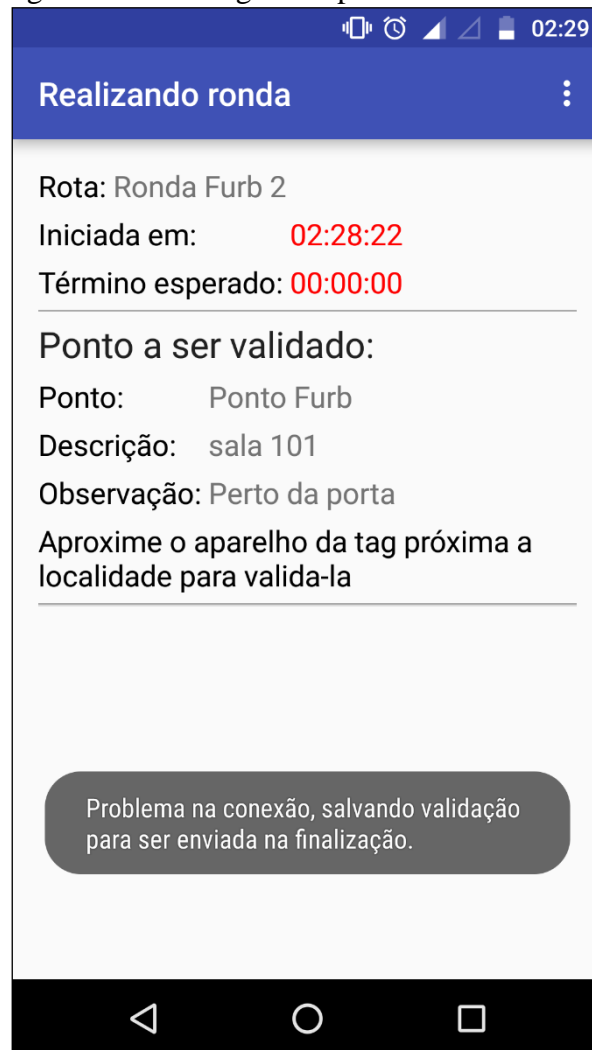 02:29
Realizando ronda
Rota: Ronda Furb 2
Iniciada em: 02:28:22
Término esperado: 00:00:00
Ponto a ser validado:
Ponto: Ponto Furb
Descrição: sala 101
Observação: Perto da porta
Aproxime o aparelho da tag próxima a
localidade para valida-la
Problema na conexão, salvando validação
para ser enviada na finalização.